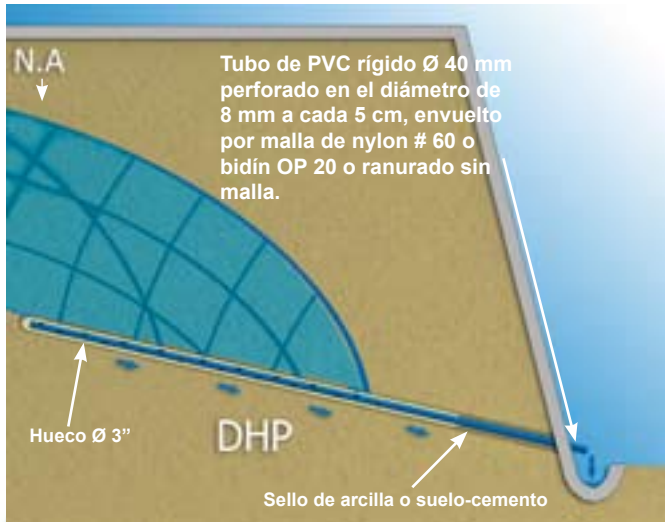 N.A
Tubo de PVC rígido Ø 40 mm
perforado en el diámetro de
8 mm a cada 5 cm, envuelto
por malla de nylon # 60 o
bidín OP 20 o ranurado sin
malla.
Hueco Ø 3”
DHP
Sello de arcilla o suelo-cemento